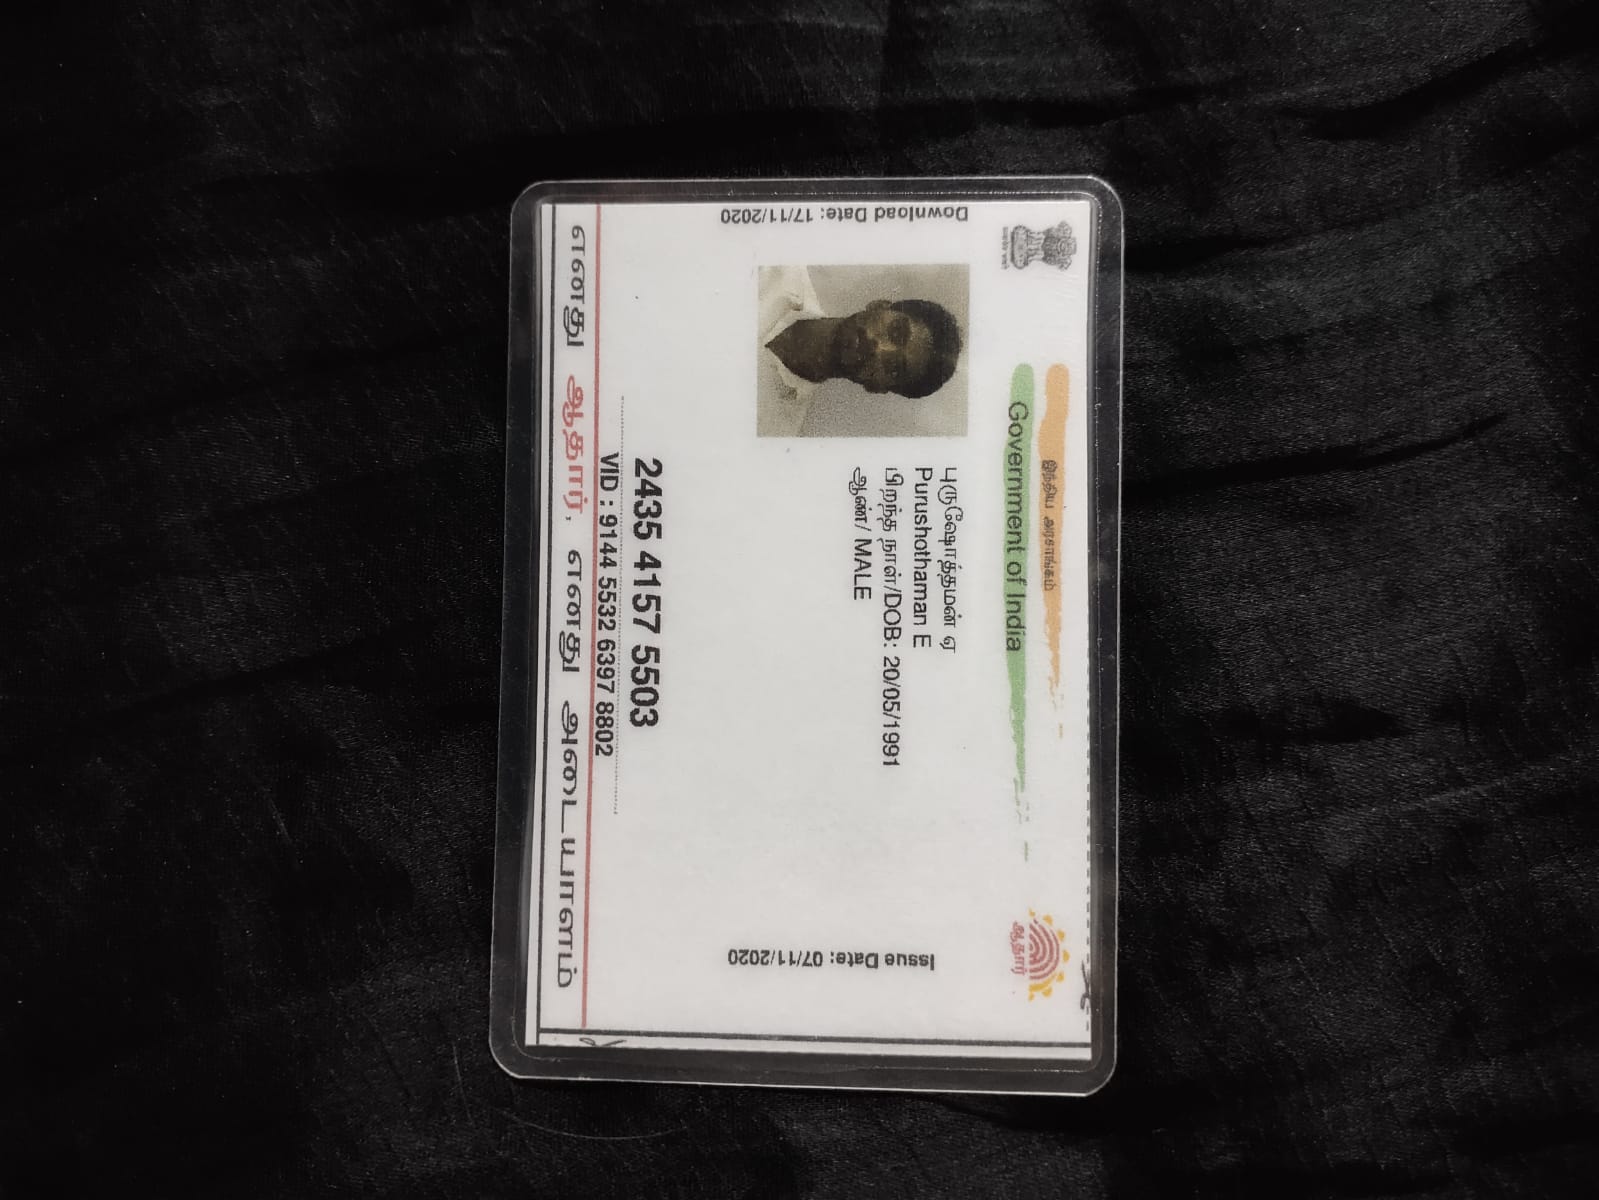 இந்திய அரசாங்கம்
Government of India
Download Date: 17/11/2020
புருஷோத்தமன் ஏ
Purushothaman E
பிறந்த நாள்/DOB: 20/05/1991
ஆண்/ MALE
Issue Date: 07/11/2020
ஆதார்
2435 4157 5503
VID : 9144 5532 6397 8802
எனது ஆதார், எனது அடையாளம்